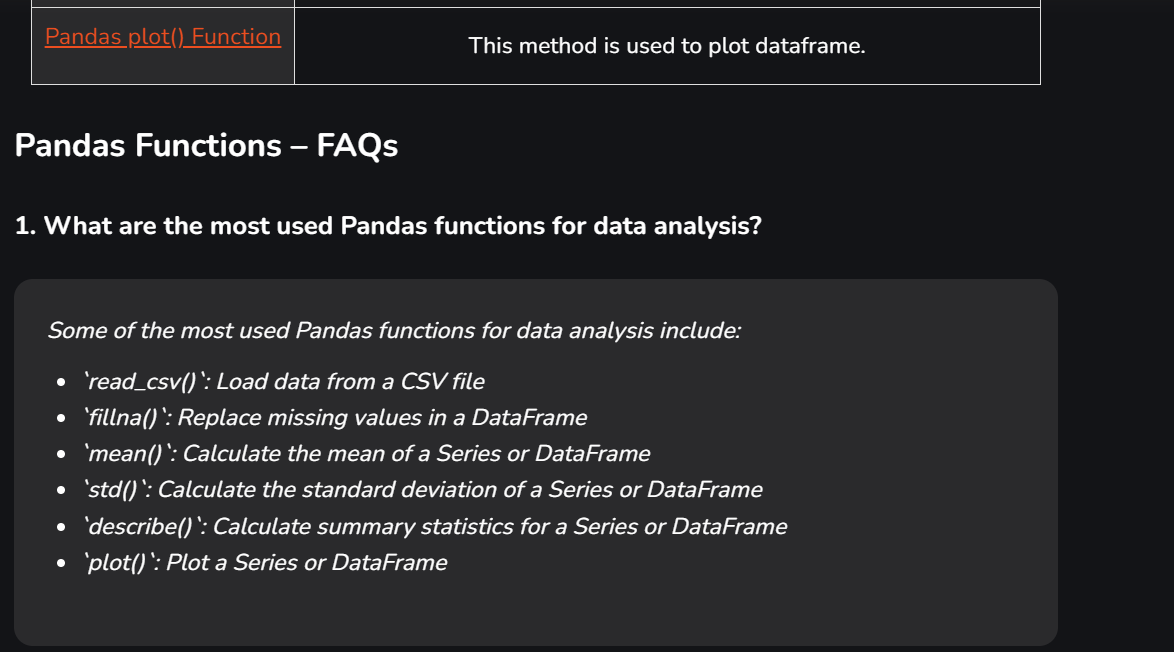 Pandas plot() Function
This method is used to plot dataframe.
Pandas Functions – FAQs
1. What are the most used Pandas functions for data analysis?
Some of the most used Pandas functions for data analysis include:
• `read_csv()`: Load data from a CSV file
• `fillna()`: Replace missing values in a DataFrame
• `mean()`: Calculate the mean of a Series or DataFrame
• `std()`: Calculate the standard deviation of a Series or DataFrame
• `describe()`: Calculate summary statistics for a Series or DataFrame
• `plot()`: Plot a Series or DataFrame